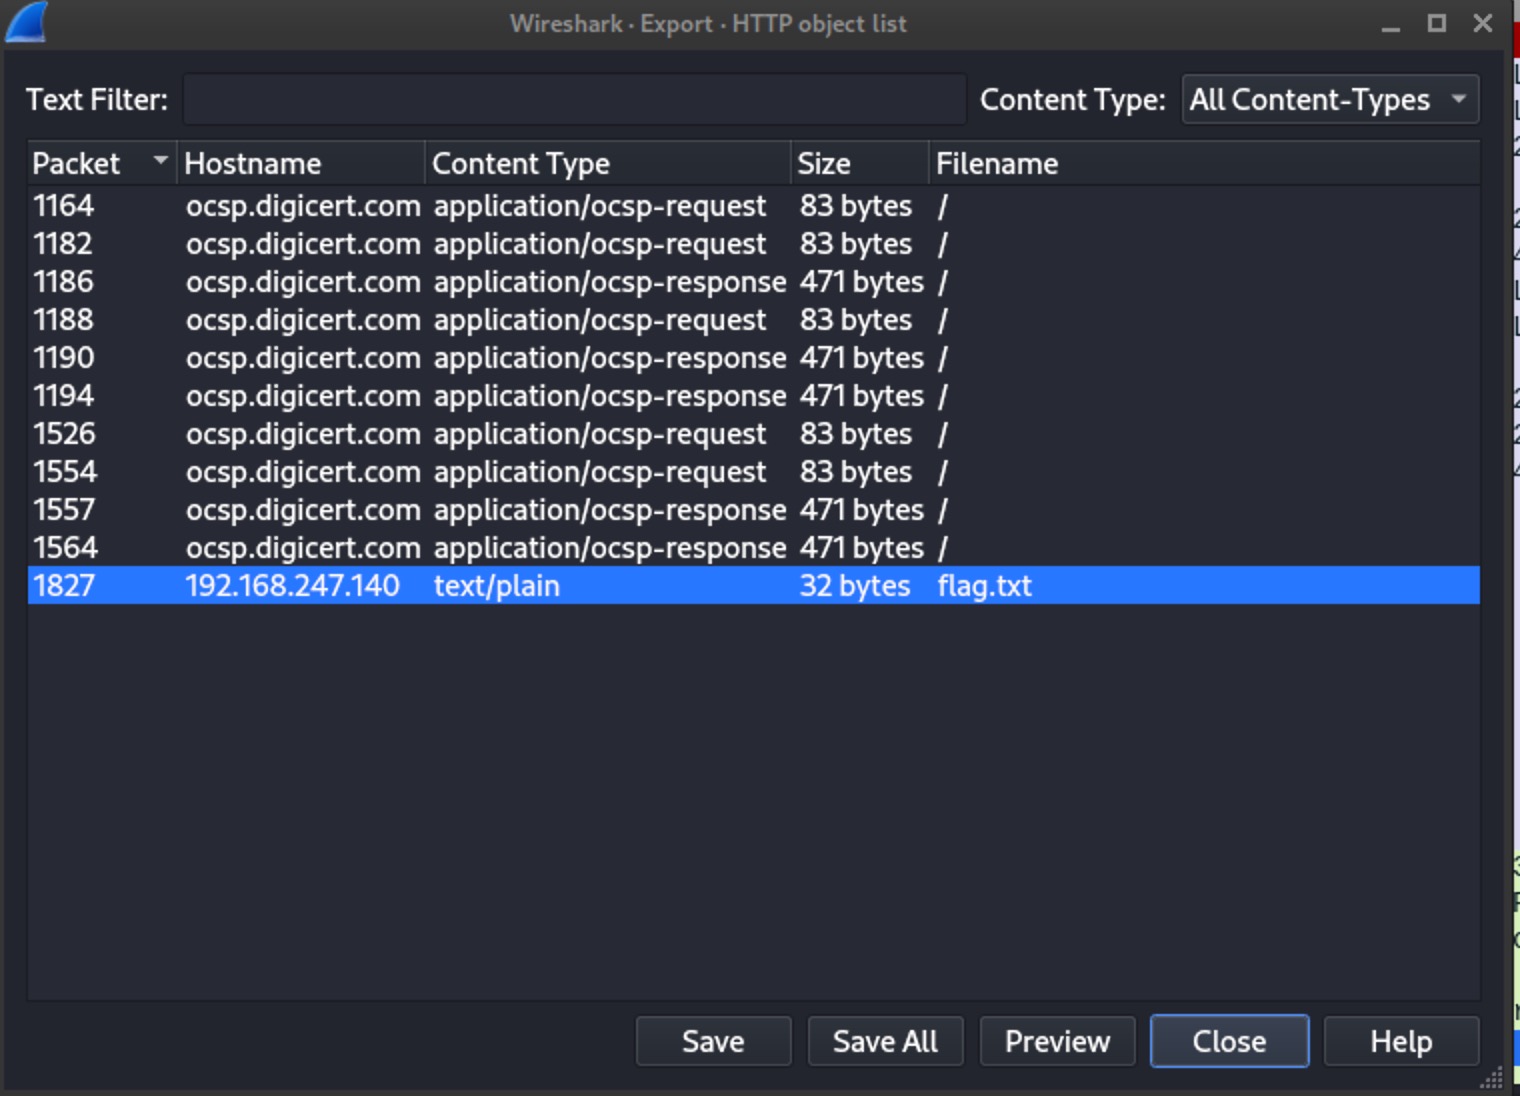 Wireshark · Export · HTTP object list
Text Filter: Content Type: All Content-Types
Packet Hostname Content Type Size Filename
1164 ocsp.digicert.com application/ocsp-request 83 bytes /
1182 ocsp.digicert.com application/ocsp-request 83 bytes /
1186 ocsp.digicert.com application/ocsp-response 471 bytes /
1188 ocsp.digicert.com application/ocsp-request 83 bytes /
1190 ocsp.digicert.com application/ocsp-response 471 bytes /
1194 ocsp.digicert.com application/ocsp-response 471 bytes /
1526 ocsp.digicert.com application/ocsp-request 83 bytes /
1554 ocsp.digicert.com application/ocsp-request 83 bytes /
1557 ocsp.digicert.com application/ocsp-response 471 bytes /
1564 ocsp.digicert.com application/ocsp-response 471 bytes /
1827 192.168.247.140 text/plain 32 bytes flag.txt
Save Save All Preview Close Help